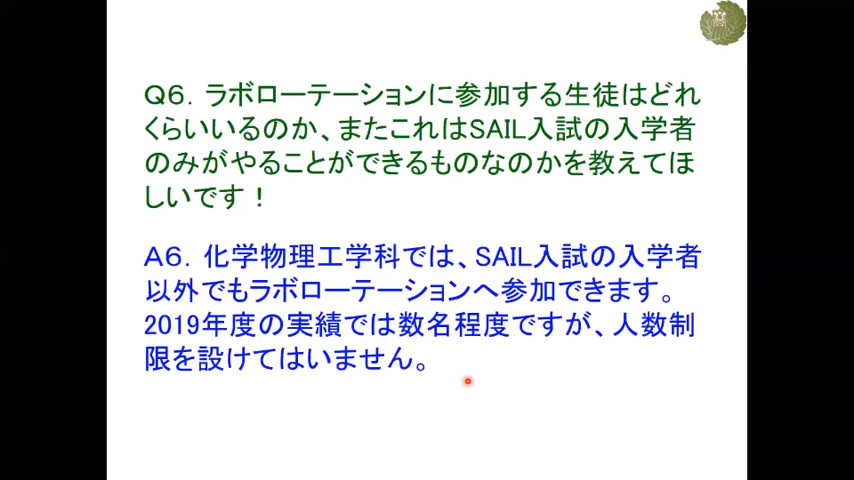 Q6．ラボローテーションに参加する生徒はどれ
くらいいるのか、またこれはSAIL入試の入学者
のみがやることができるものなのかを教えてほ
しいです！
A6．化学物理工学科では、SAIL入試の入学者
以外でもラボローテーションへ参加できます。
2019年度の実績では数名程度ですが、人数制
限を設けてはいません。